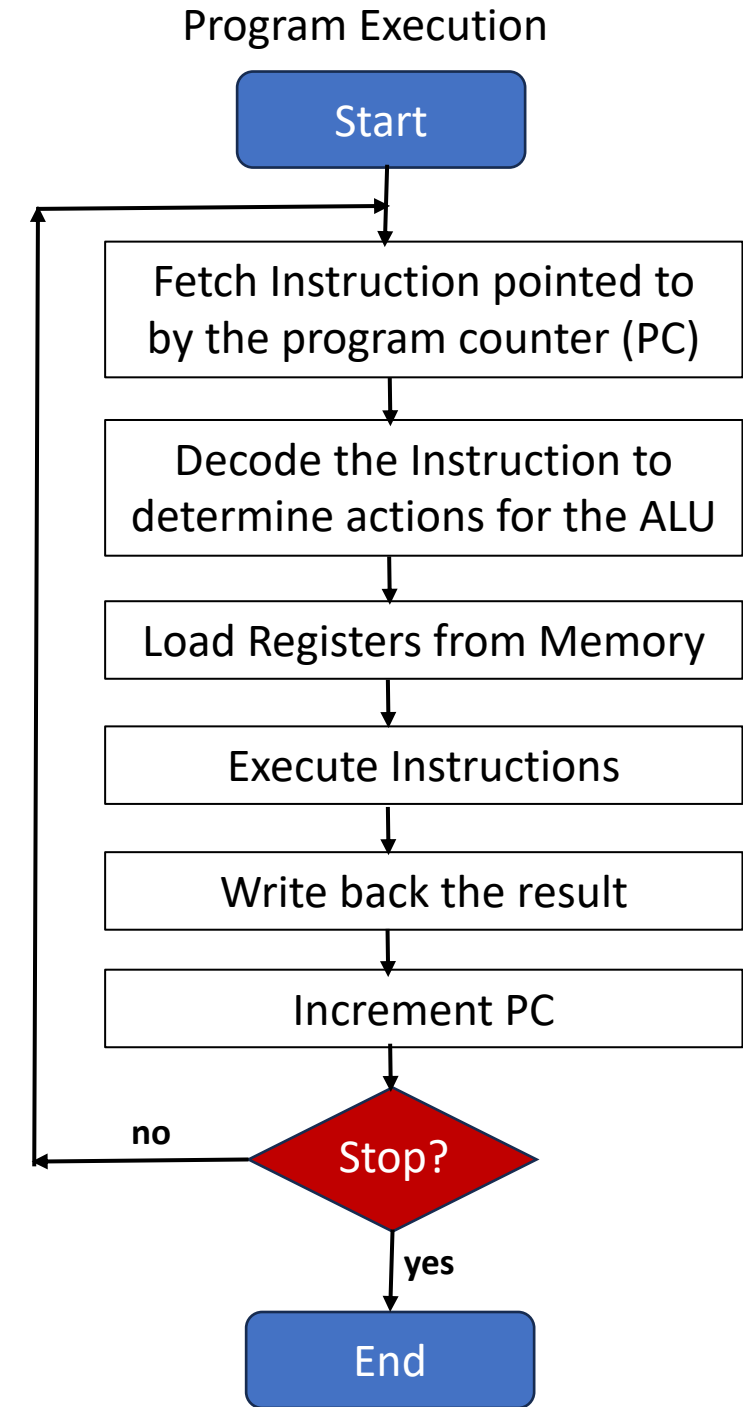 Program Execution
Start
Fetch Instruction pointed to
by the program counter (PC)
Decode the Instruction to
determine actions for the ALU
Load Registers from Memory
Execute Instructions
Write back the result
Increment PC
no
Stop?
yes
End